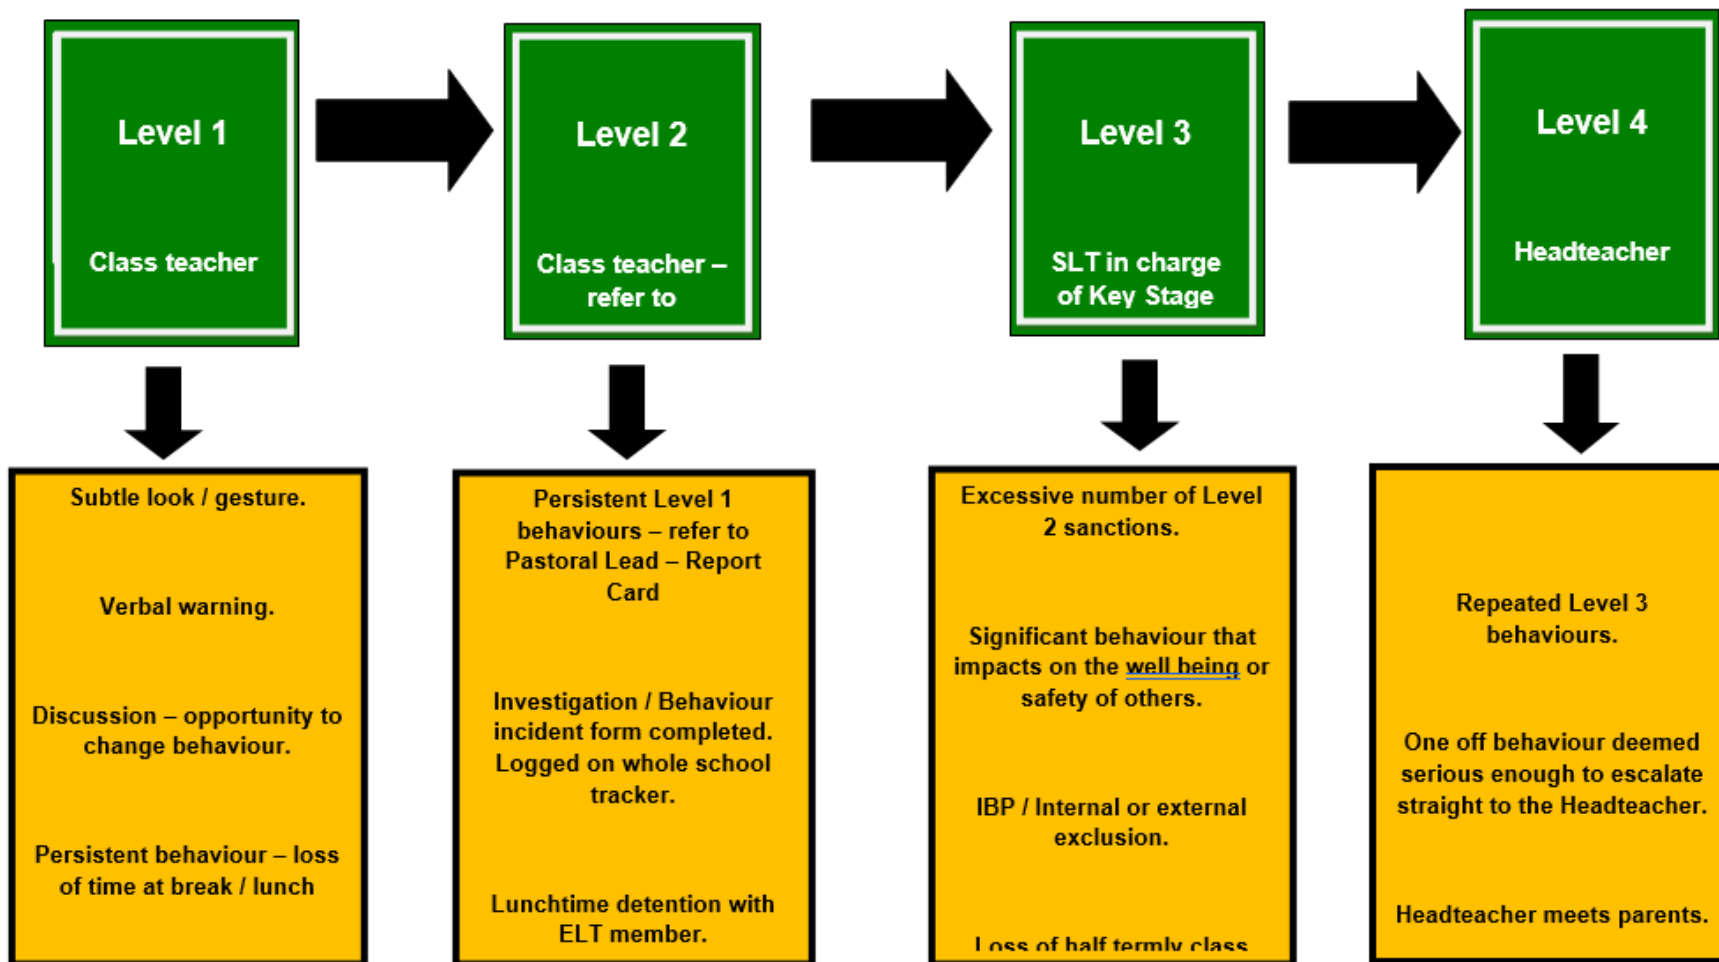 Level 1
Class teacher
Level 2
Class teacher –
refer to
Level 3
SLT in charge
of Key Stage
Level 4
Headteacher
Subtle look / gesture.
Verbal warning.
Discussion – opportunity to
change behaviour.
Persistent behaviour – loss
of time at break / lunch
Persistent Level 1
behaviours – refer to
Pastoral Lead – Report
Card
Investigation / Behaviour
incident form completed.
Logged on whole school
tracker.
Lunchtime detention with
ELT member.
Excessive number of Level
2 sanctions.
Significant behaviour that
impacts on the well being or
safety of others.
IBP / Internal or external
exclusion.
Loss of half termly class
Repeated Level 3
behaviours.
One off behaviour deemed
serious enough to escalate
straight to the Headteacher.
Headteacher meets parents.